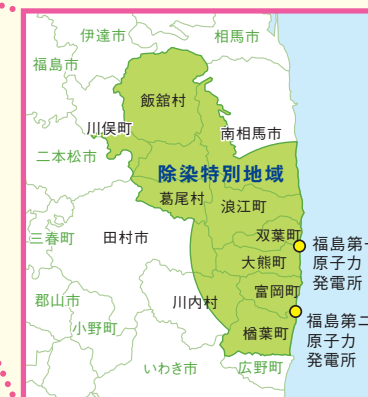 伊達市
相馬市
福島市
飯舘村
川俣町
南相馬市
二本松市
除染特別地域
葛尾村
浪江町
三春町
田村市
双葉町
福島第一
原子力
発電所
大熊町
富岡町
郡山市
川内村
小野町
福島第二
原子力
発電所
楢葉町
いわき市
広野町